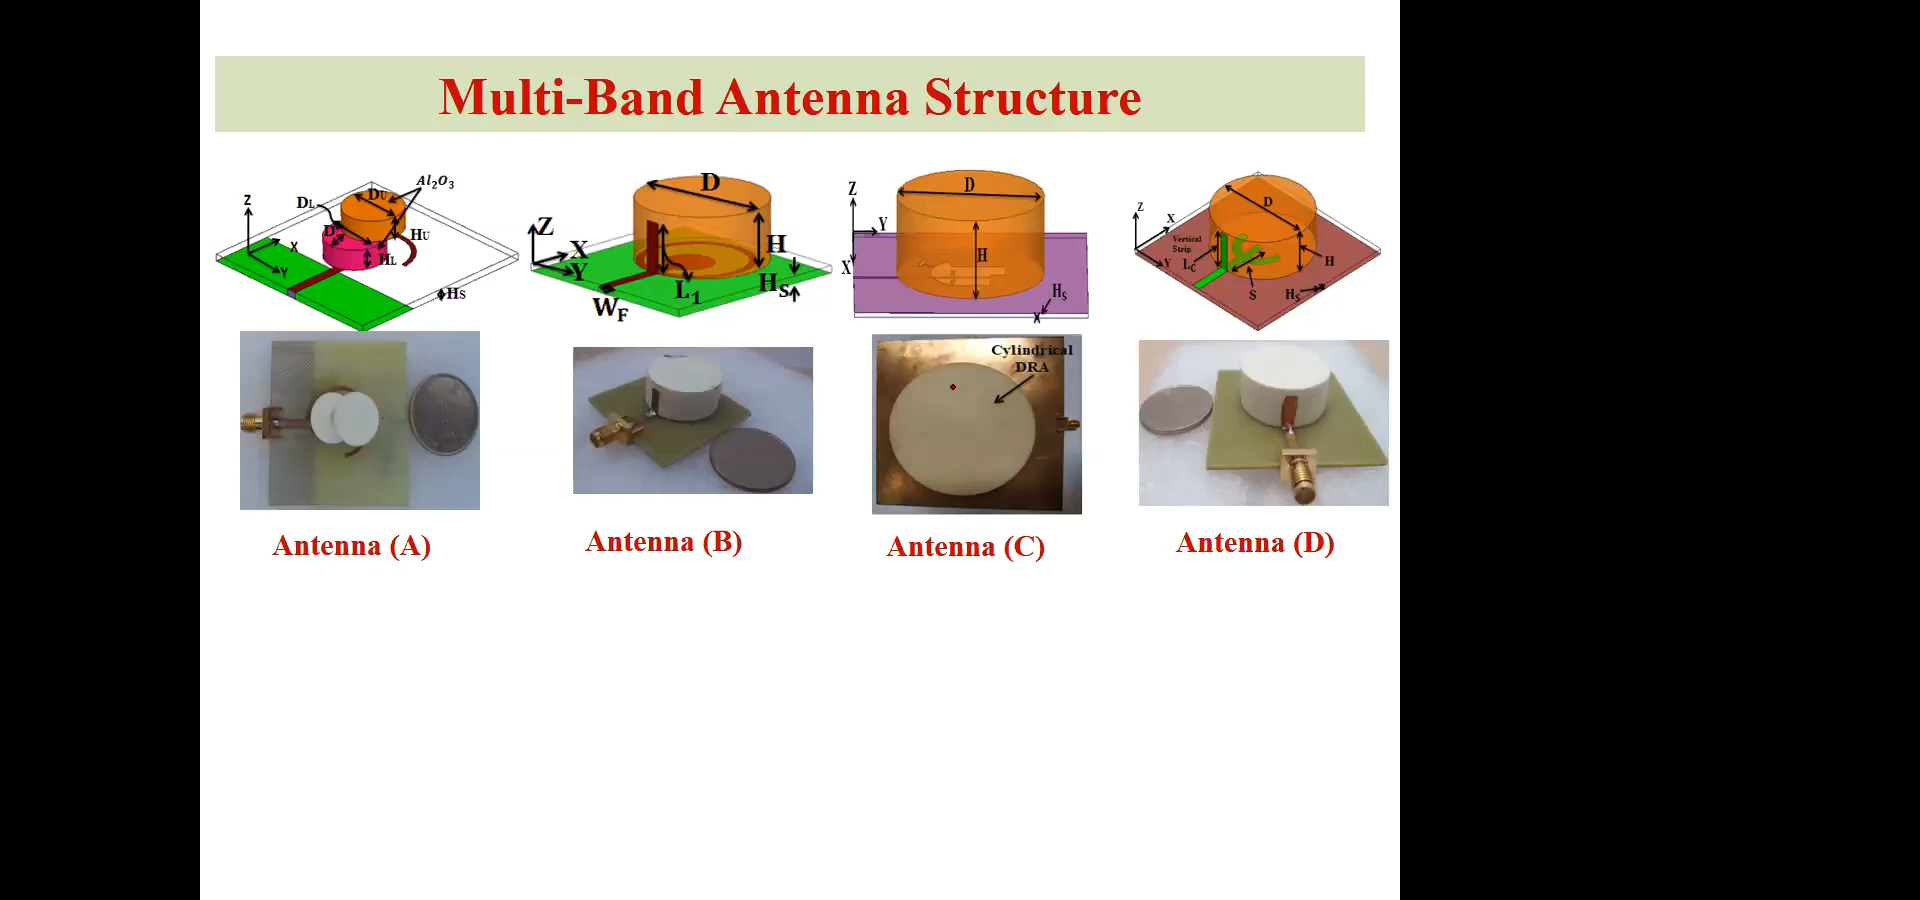 Multi-Band Antenna Structure
Z
X
Y
DL
DU
Al2O3
D
HU
HL
HS
Z
X
Y
D
H
L1
HS
WF
Z
Y
X
D
H
HS
X
Z
X
Y
Vertical
Strip
LC
D
H
S
HS
Cylindrical
DRA
Antenna (A)
Antenna (B)
Antenna (C)
Antenna (D)